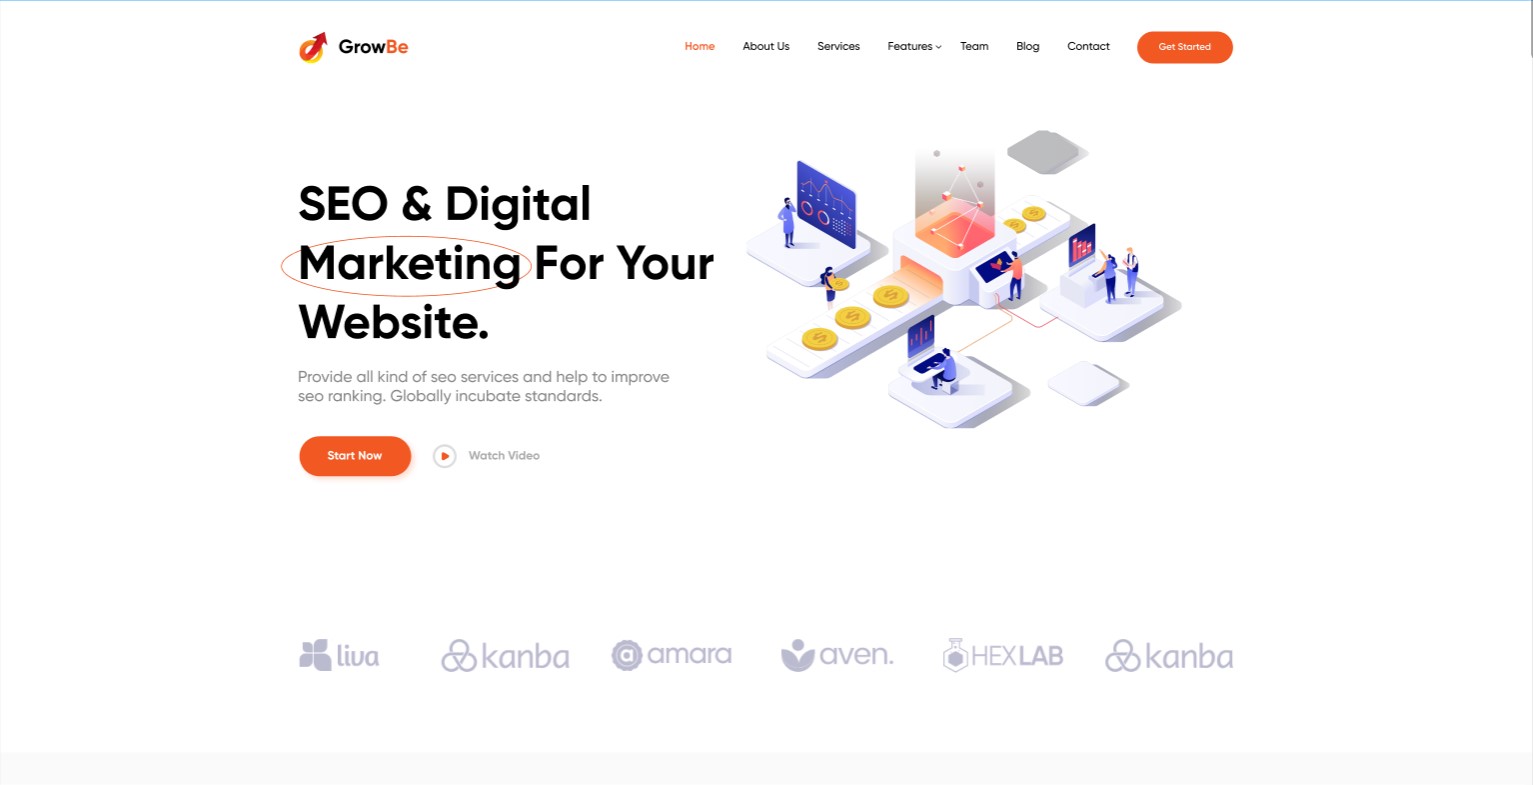 GrowBe
Home About Us Services Features Team Blog Contact Get Started
SEO & Digital
Marketing For Your
Website.
Provide all kind of seo services and help to improve
seo ranking. Globally incubate standards.
Start Now Watch Video
liva kanba amara aven. HEXLAB kanba